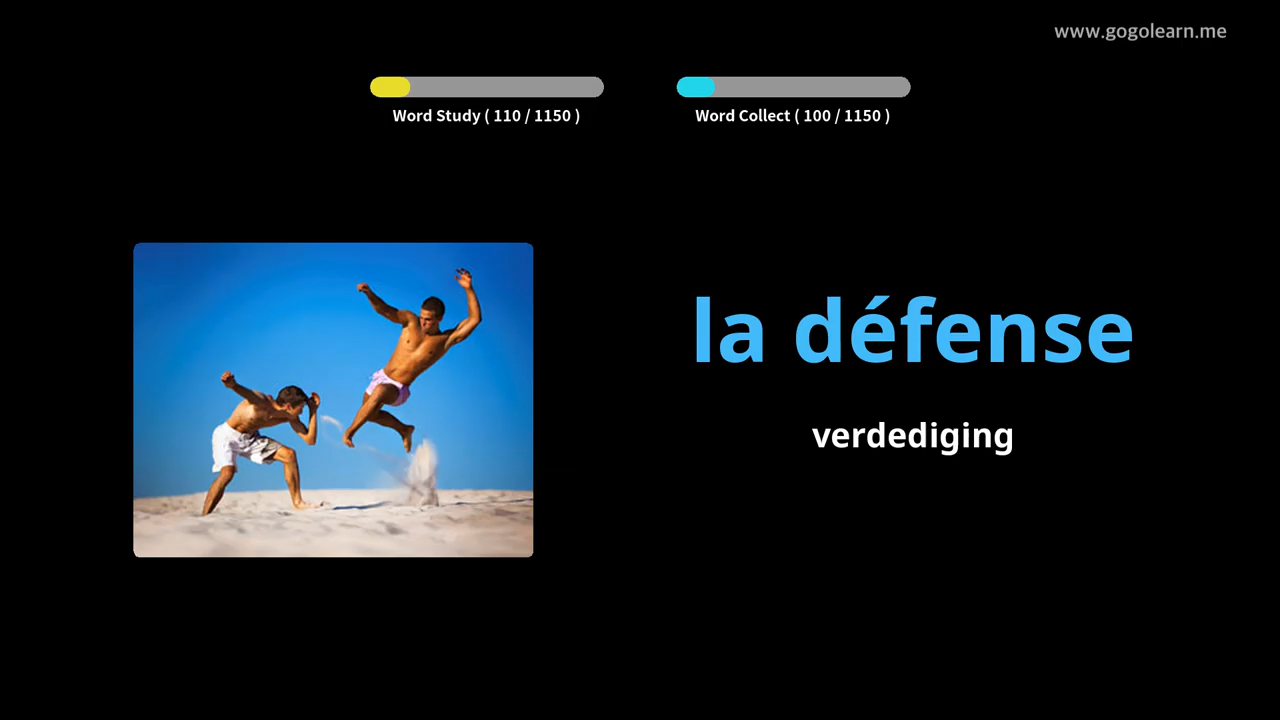 www.gogolearn.me
Word Study ( 110 / 1150 )
Word Collect ( 100 / 1150 )
la défense
verdediging